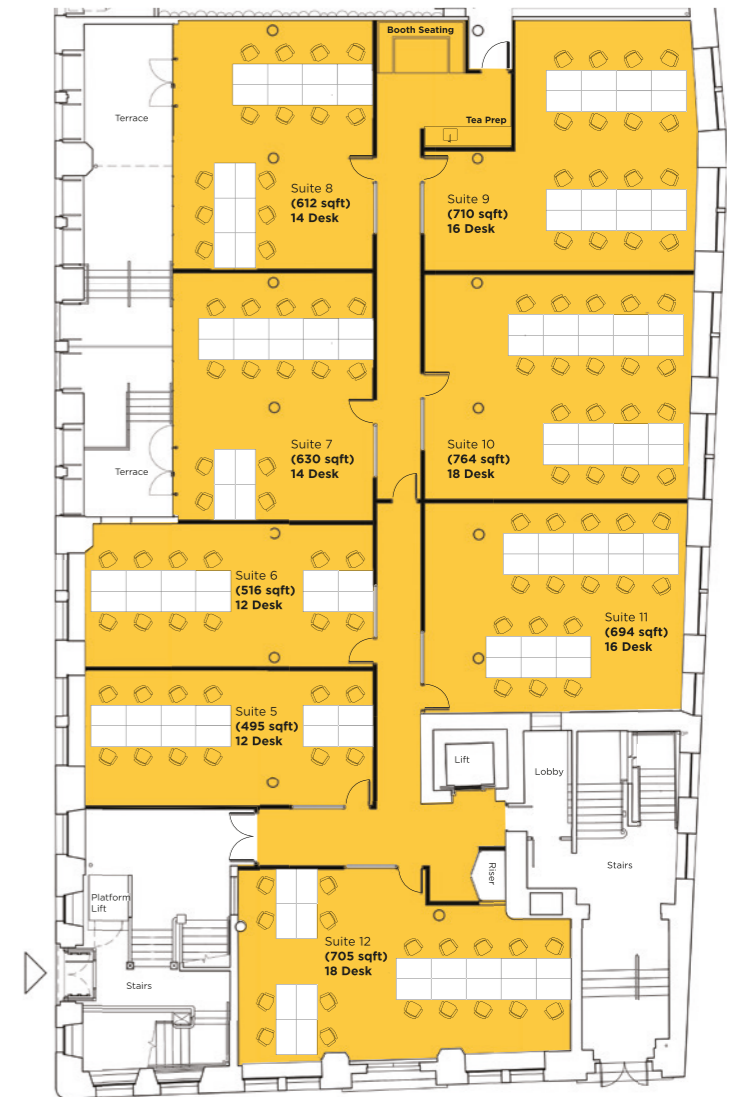 Booth Seating
Terrace
Tea Prep
Suite 8
(612 sqft)
14 Desk
Suite 9
(710 sqft)
16 Desk
Suite 7
(630 sqft)
14 Desk
Suite 10
(764 sqft)
18 Desk
Terrace
Suite 6
(516 sqft)
12 Desk
Suite 11
(694 sqft)
16 Desk
Suite 5
(495 sqft)
12 Desk
Lift
Lobby
Riser
Stairs
Platform
Lift
Suite 12
(705 sqft)
18 Desk
Stairs